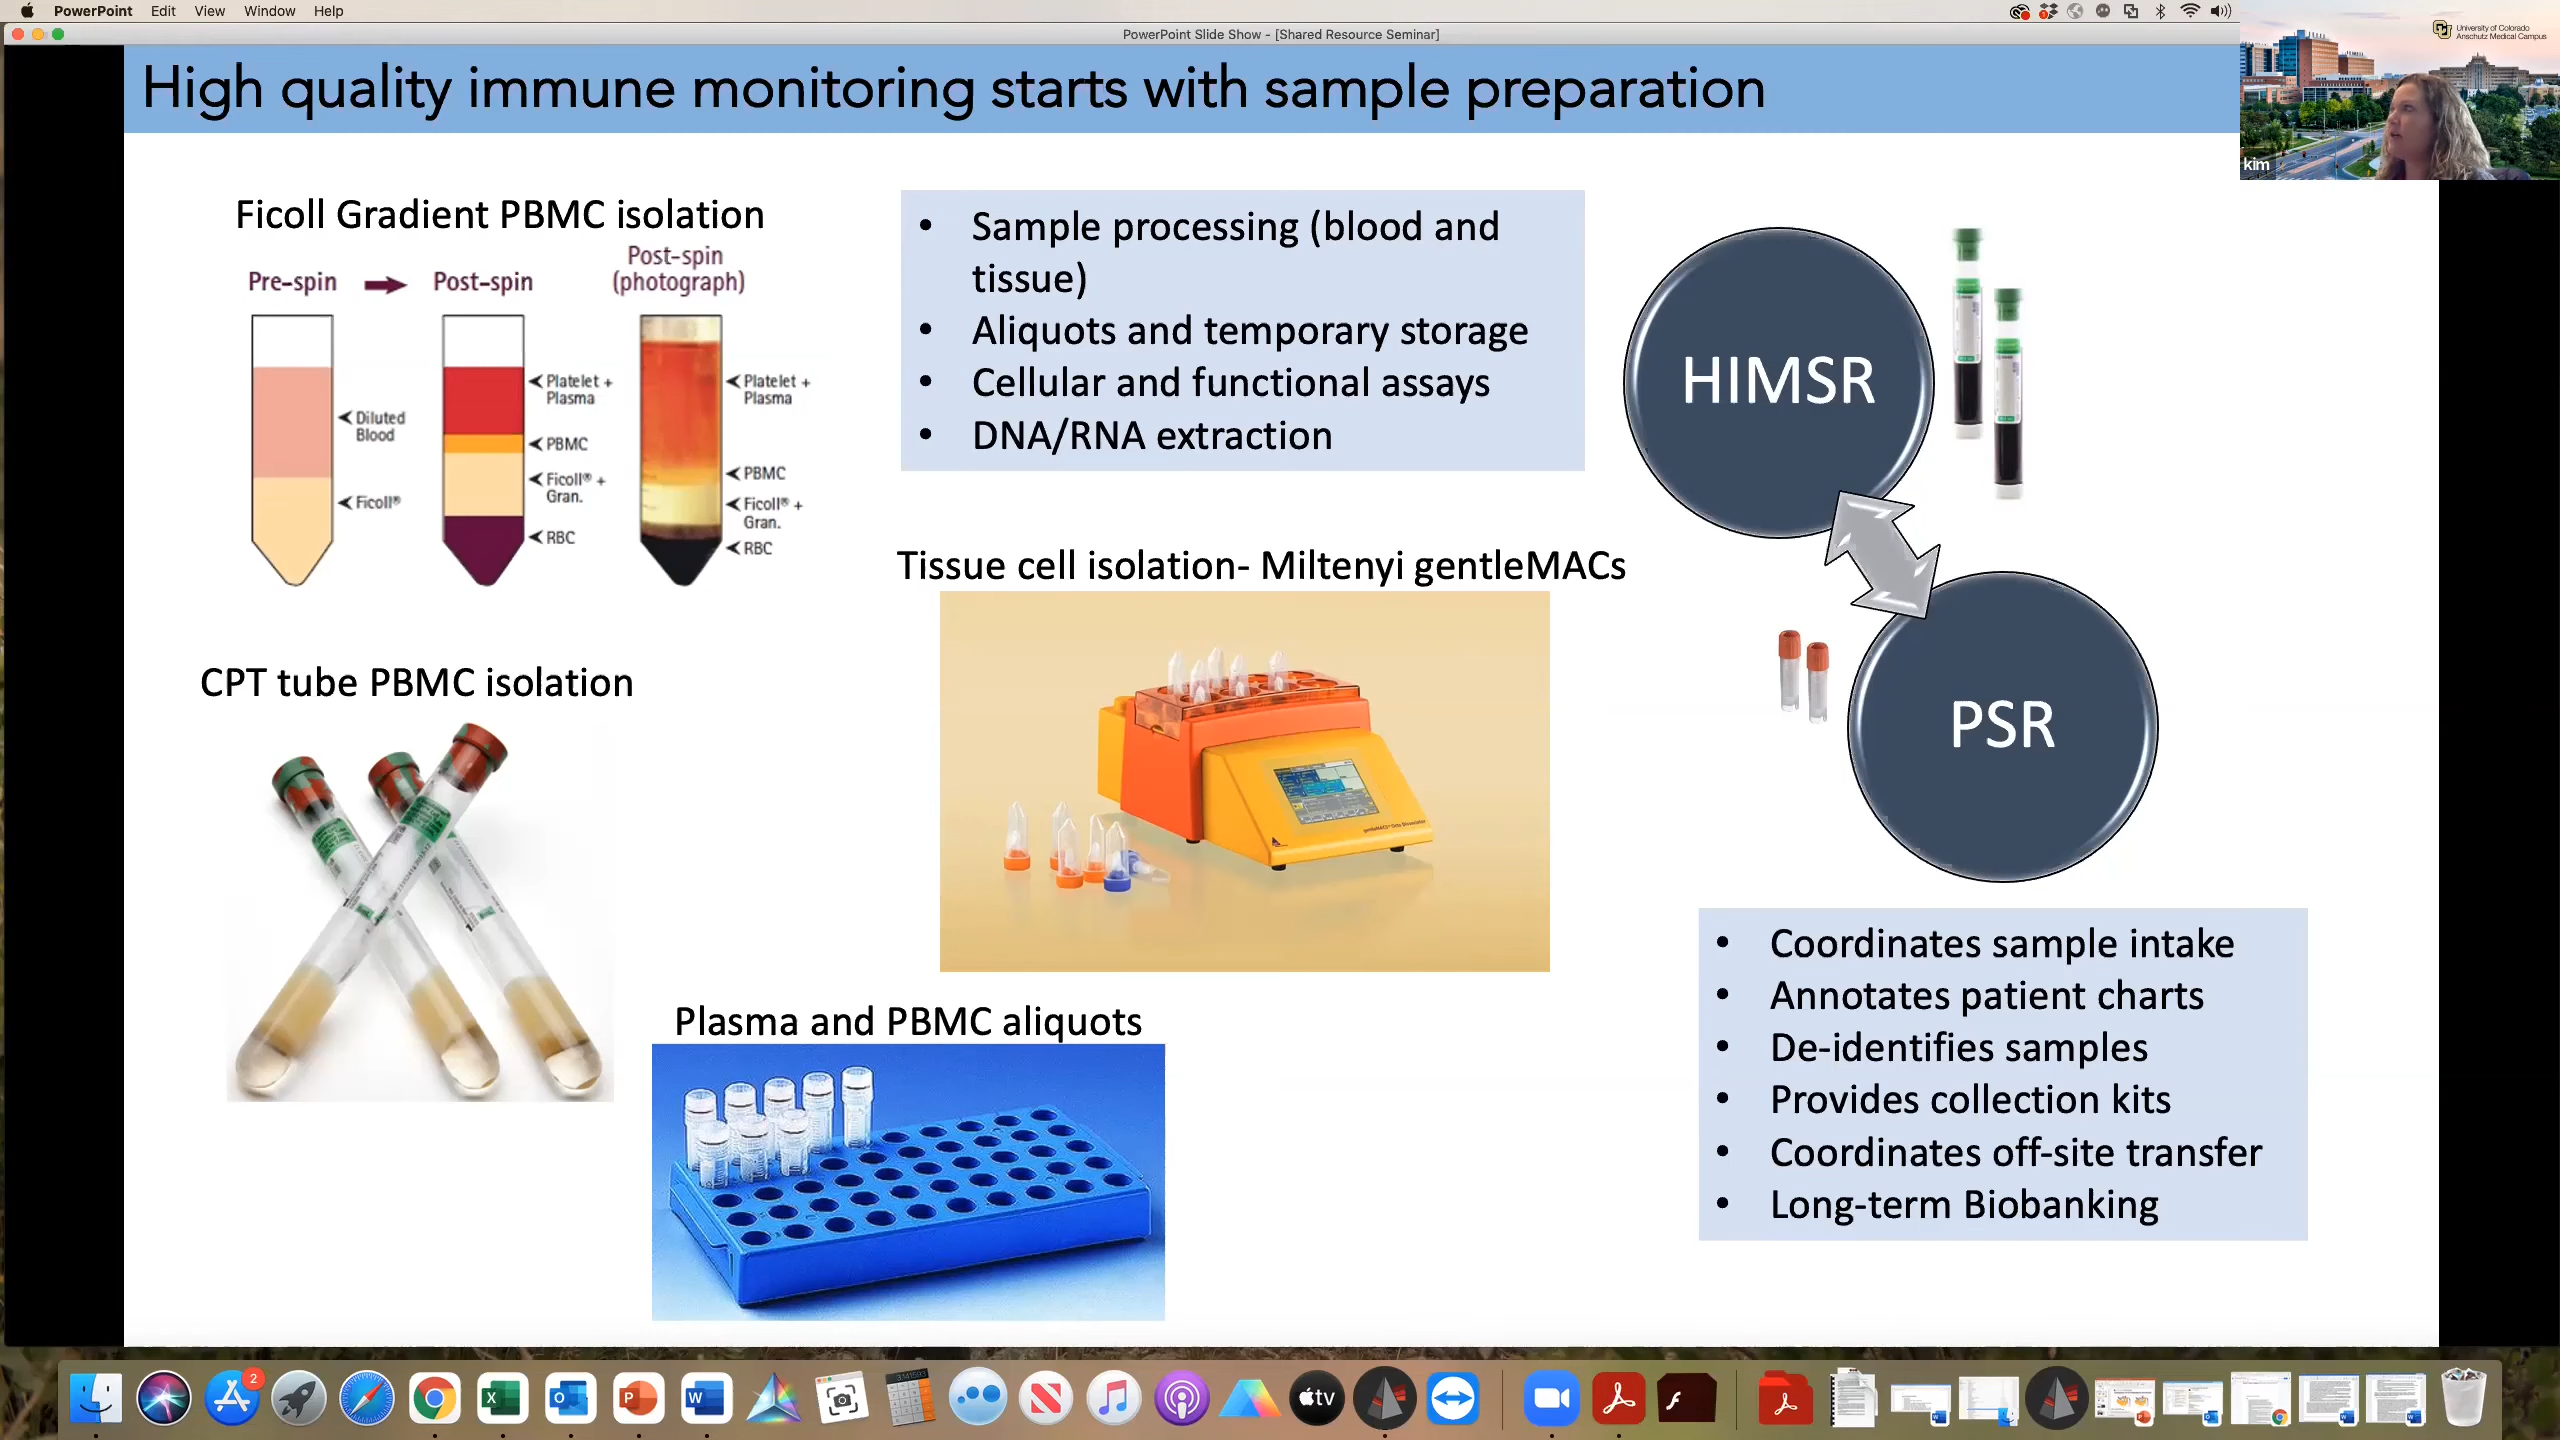 PowerPoint Edit View Window Help
PowerPoint Slide Show - [Shared Resource Seminar]
University of Colorado
Anschutz Medical Campus
kim
High quality immune monitoring starts with sample preparation
Ficoll Gradient PBMC isolation
Pre-spin
Post-spin
Post-spin
(photograph)
Diluted
Blood
Ficoll®
Platelet +
Plasma
PBMC
Ficoll® +
Gran.
RBC
Platelet +
Plasma
PBMC
Ficoll® +
Gran.
RBC
• Sample processing (blood and
tissue)
• Aliquots and temporary storage
• Cellular and functional assays
• DNA/RNA extraction
HIMSR
PSR
Tissue cell isolation- Miltenyi gentleMACs
CPT tube PBMC isolation
Plasma and PBMC aliquots
• Coordinates sample intake
• Annotates patient charts
• De-identifies samples
• Provides collection kits
• Coordinates off-site transfer
• Long-term Biobanking
2
tv